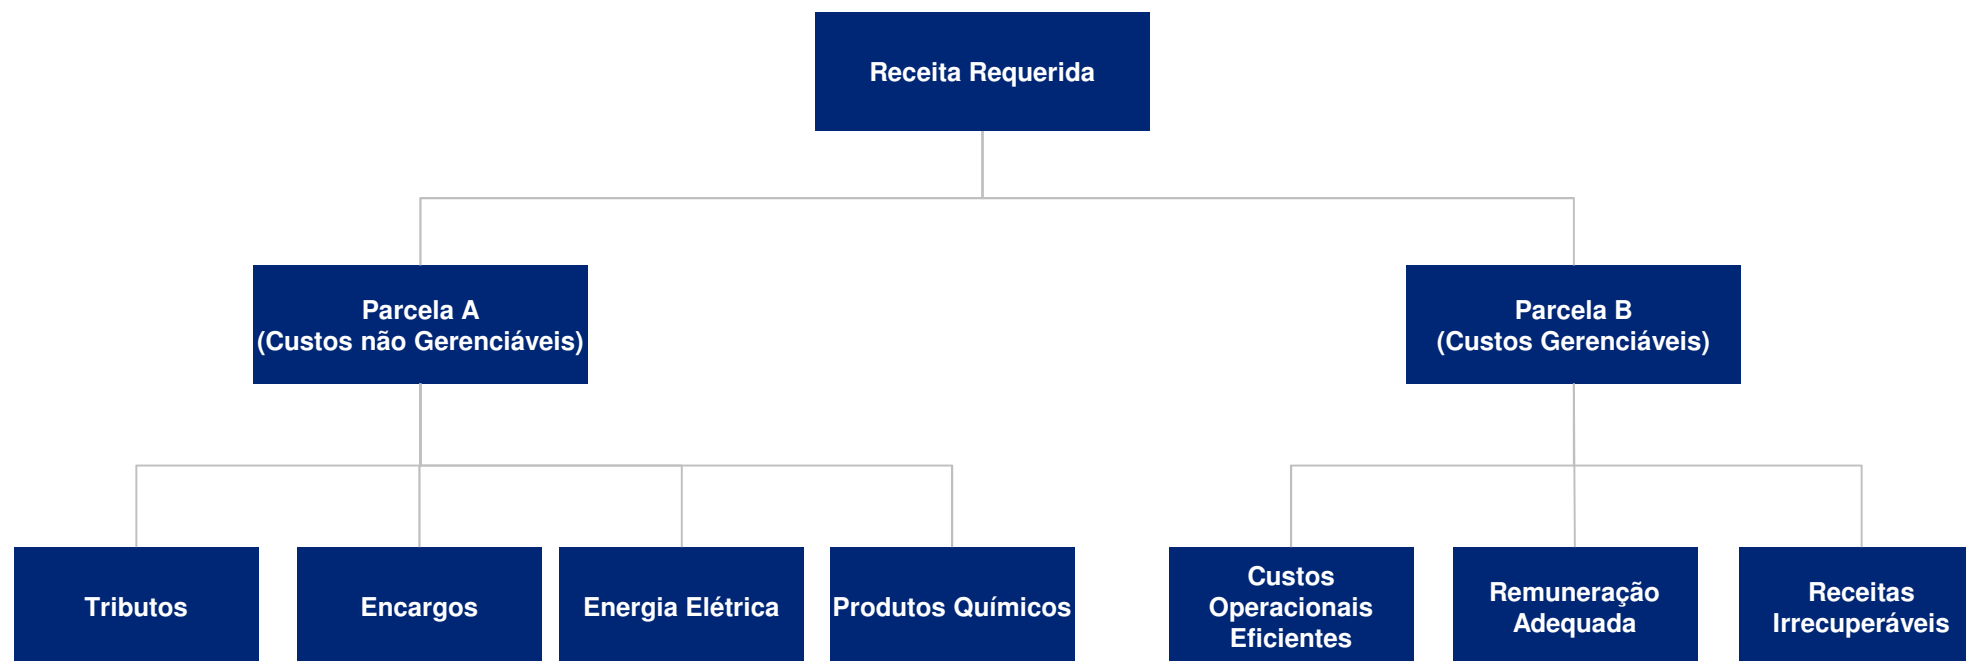 Receita Requerida
Parcela A
(Custos não Gerenciáveis)
Parcela B
(Custos Gerenciáveis)
Tributos
Encargos
Energia Elétrica
Produtos Químicos
Custos
Operacionais
Eficientes
Remuneração
Adequada
Receitas
Irrecuperáveis